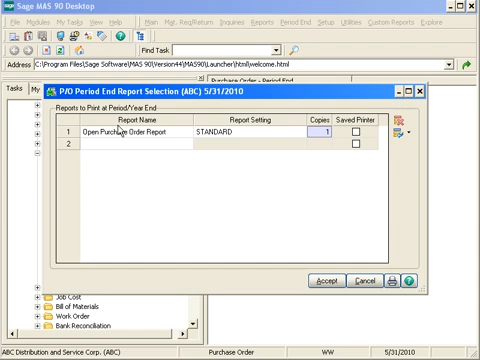 Sage MAS 90 Desktop
File Modules My Tasks View Help Main Mat. Req/Return Inquiries Reports Period End Setup Utilities Custom Reports Explore
Find Task
Address C:\Program Files\Sage Software\MAS 90\Version44\MAS90\Launcher\html\welcome.html
Purchase Order - Period End
Tasks My
P/O Period End Report Selection (ABC) 5/31/2010
Reports to Print at Period/Year End
Report Name Report Setting Copies Saved Printer
1 Open Purchase Order Report STANDARD 1
2
Accept Cancel
Job Cost
Bill of Materials
Work Order
Bank Reconciliation
ABC Distribution and Service Corp. (ABC) Purchase Order WW 5/31/2010